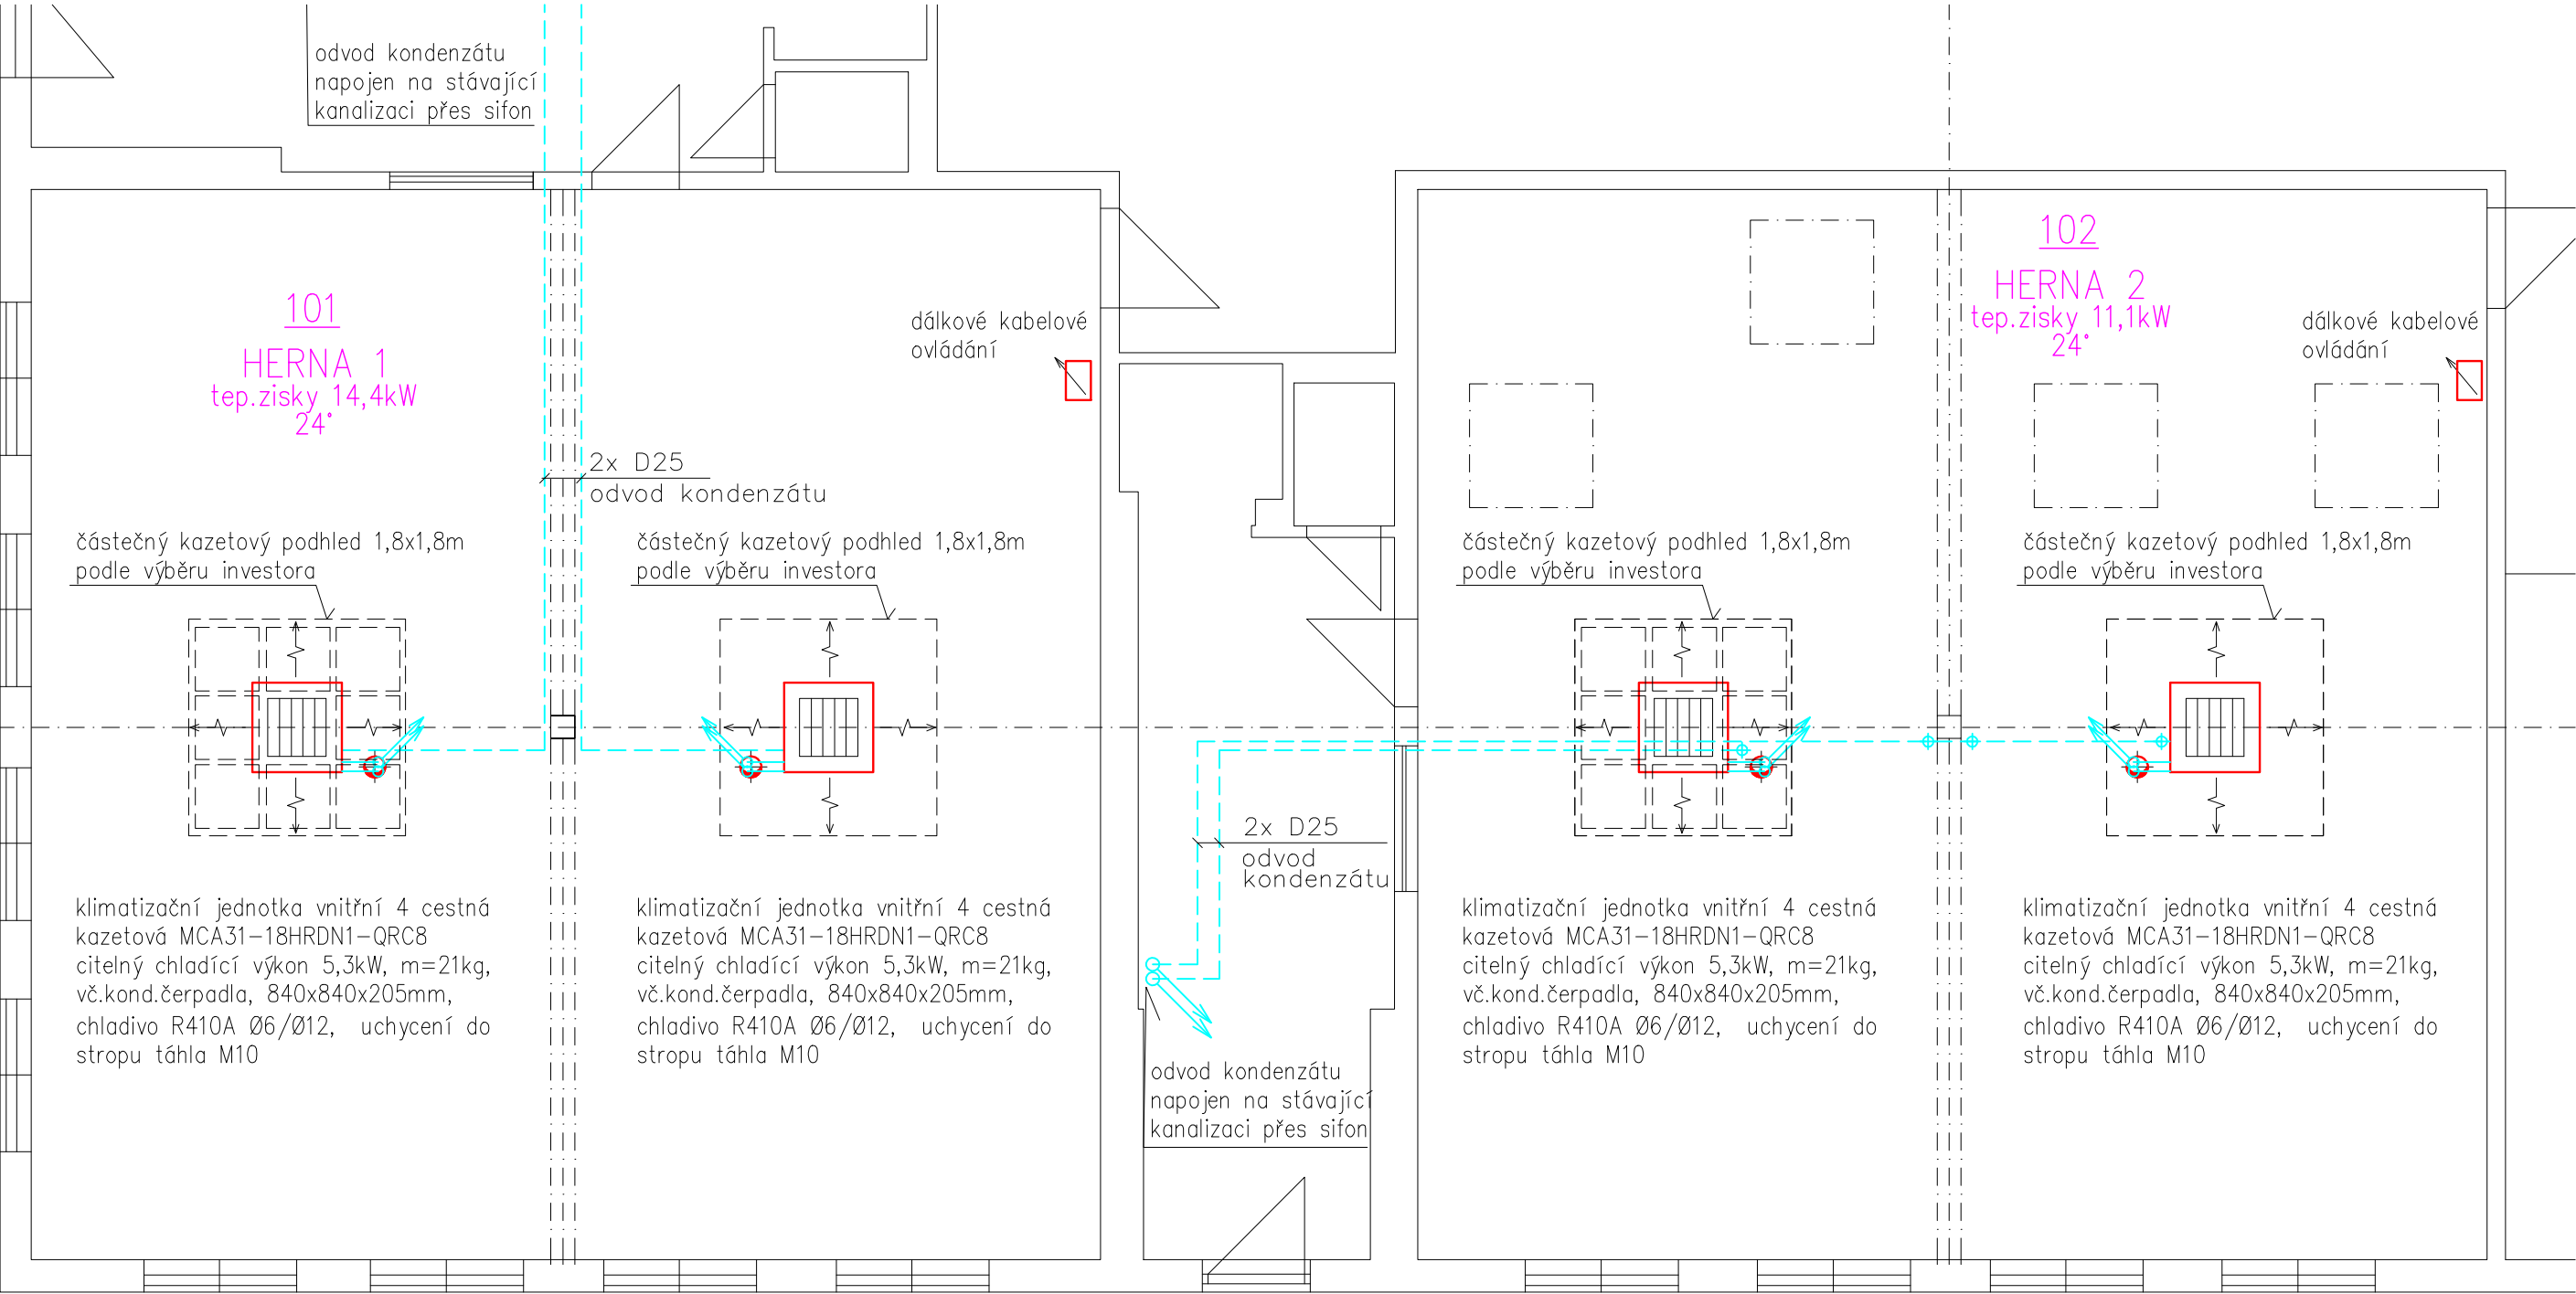 odvod kondenzátu
napojen na stávající
kanalizaci přes sifon
101
HERNA 1
tep.zisky 14,4kW
24°
dálkové kabelové
ovládání
102
HERNA 2
tep.zisky 11,1kW
24°
dálkové kabelové
ovládání
2x D25
odvod kondenzátu
částečný kazetový podhled 1,8x1,8m
podle výběru investora
částečný kazetový podhled 1,8x1,8m
podle výběru investora
částečný kazetový podhled 1,8x1,8m
podle výběru investora
částečný kazetový podhled 1,8x1,8m
podle výběru investora
2x D25
odvod
kondenzátu
klimatizační jednotka vnitřní 4 cestná
kazetová MCA31-18HRDN1-QRC8
citelný chladící výkon 5,3kW, m=21kg,
vč.kond.čerpadla, 840x840x205mm,
chladivo R410A Ø6/Ø12, uchycení do
stropu táhla M10
klimatizační jednotka vnitřní 4 cestná
kazetová MCA31-18HRDN1-QRC8
citelný chladící výkon 5,3kW, m=21kg,
vč.kond.čerpadla, 840x840x205mm,
chladivo R410A Ø6/Ø12, uchycení do
stropu táhla M10
klimatizační jednotka vnitřní 4 cestná
kazetová MCA31-18HRDN1-QRC8
citelný chladící výkon 5,3kW, m=21kg,
vč.kond.čerpadla, 840x840x205mm,
chladivo R410A Ø6/Ø12, uchycení do
stropu táhla M10
klimatizační jednotka vnitřní 4 cestná
kazetová MCA31-18HRDN1-QRC8
citelný chladící výkon 5,3kW, m=21kg,
vč.kond.čerpadla, 840x840x205mm,
chladivo R410A Ø6/Ø12, uchycení do
stropu táhla M10
odvod kondenzátu
napojen na stávající
kanalizaci přes sifon